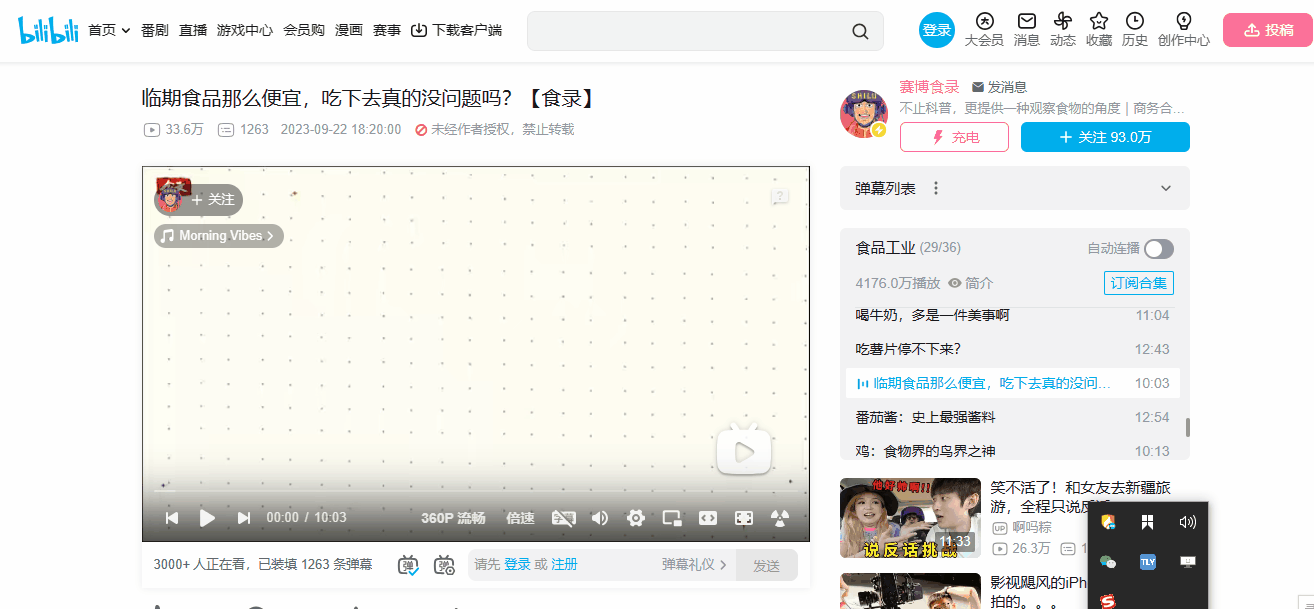 bilibili 首页 番剧 直播 游戏中心 会员购 漫画 赛事 下载客户端 登录 大会员 消息 动态 收藏 历史 创作中心 投稿
临期食品那么便宜，吃下去真的没问题吗？【食录】
33.6万 1263 2023-09-22 18:20:00 未经作者授权，禁止转载
赛博食录 发消息
不止科普，更提供一种观察食物的角度｜商务合…
充电 + 关注 93.0万
+ 关注
Morning Vibes
弹幕列表
食品工业 (29/36) 自动连播
4176.0万播放 简介 订阅合集
喝牛奶，多是一件美事啊 11:04
吃薯片停不下来？ 12:43
临期食品那么便宜，吃下去真的没问… 10:03
番茄酱：史上最强酱料 12:54
鸡：食物界的鸟界之神 10:13
00:00 / 10:03 360P 流畅 倍速
3000+ 人正在看，已装填 1263 条弹幕 弹 弹 请先 登录 或 注册 弹幕礼仪 发送
他好帅啊!!
说反话挑战
11:33
笑不活了！和女友去新疆旅
游，全程只说反
UP 啊吗粽
26.3万 1
影视飓风的iPh
拍的。。。
TLY